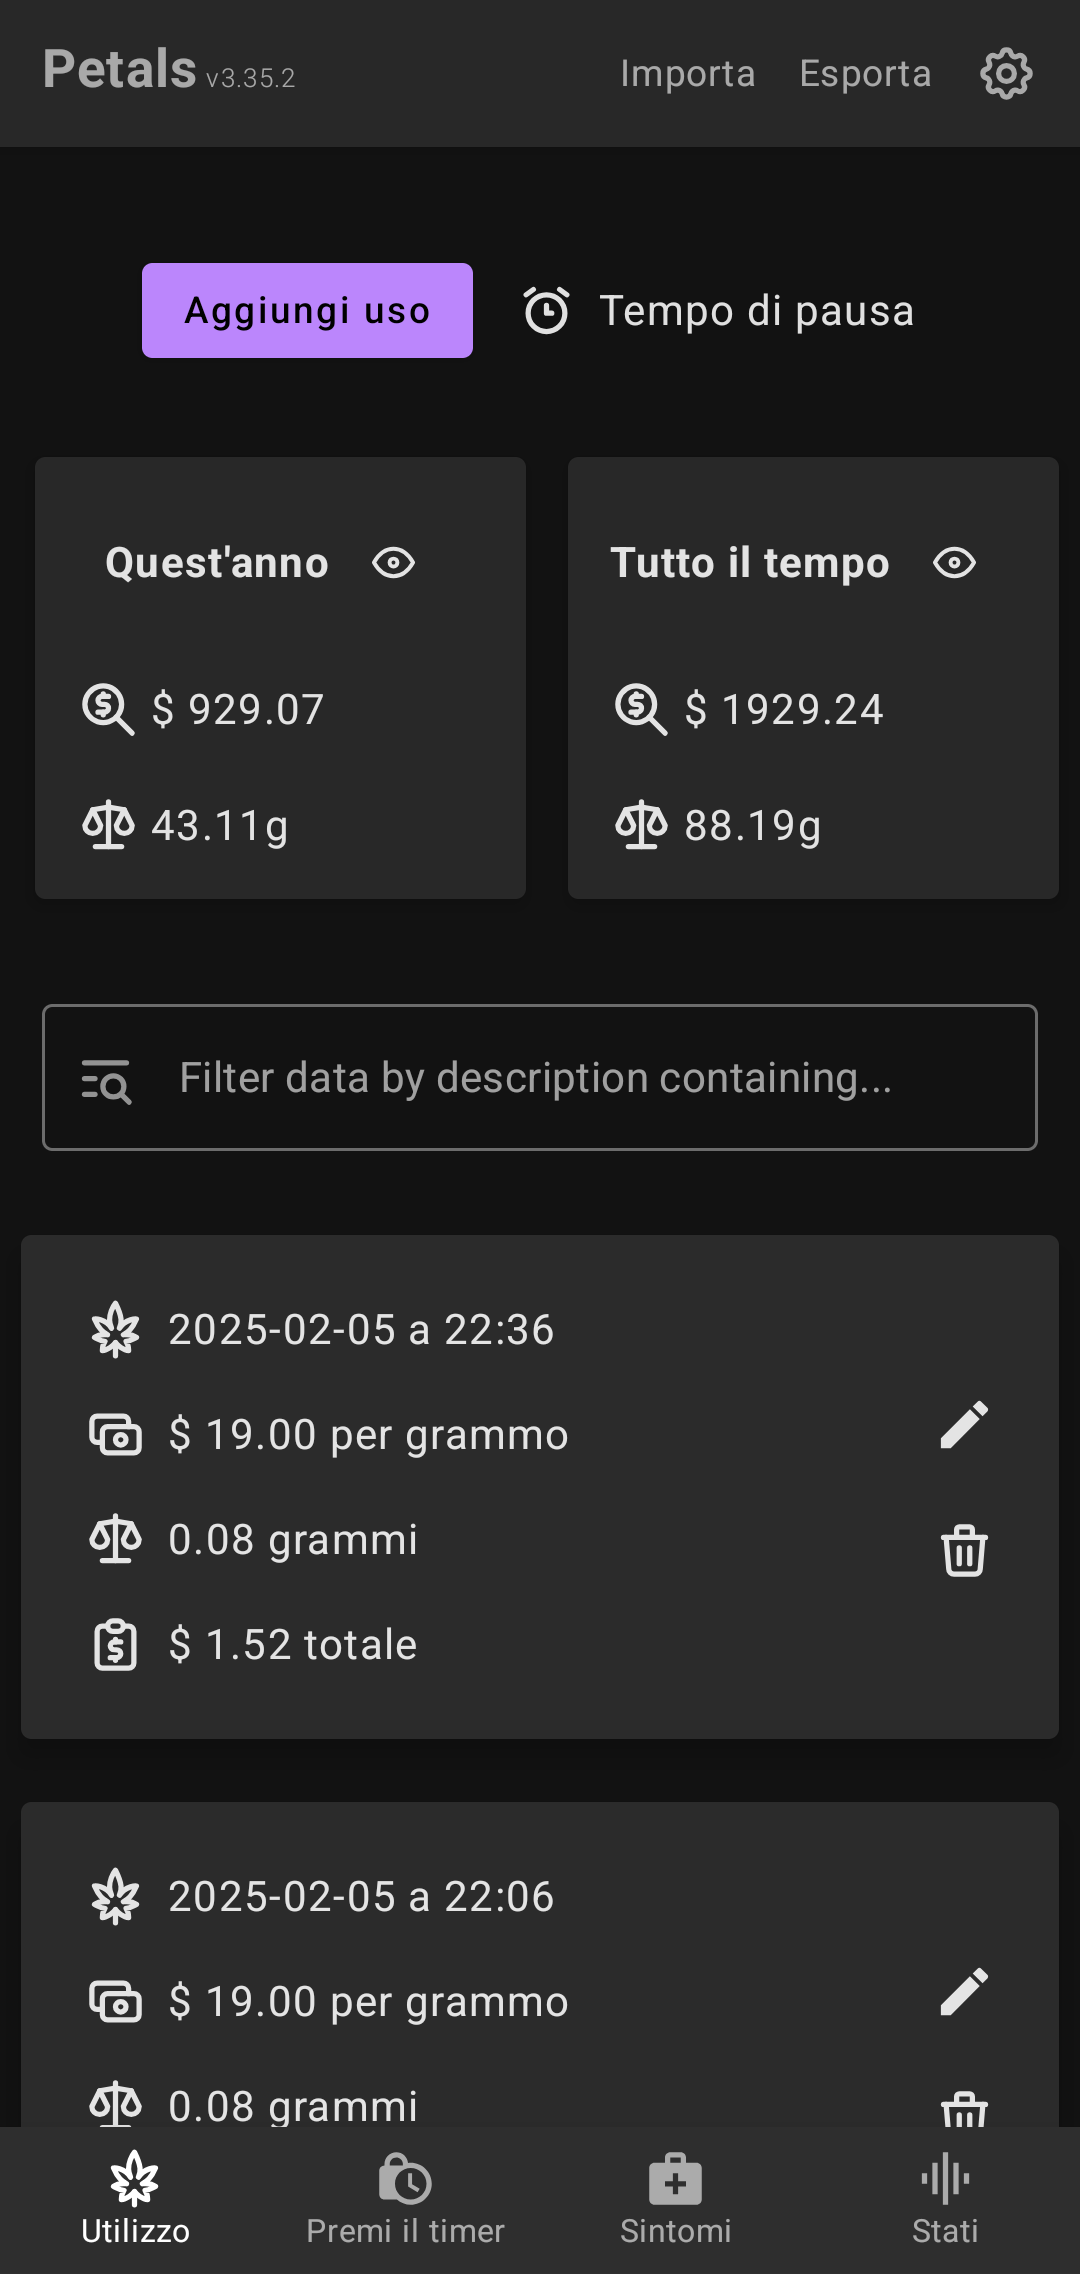 Petals v3.35.2 Importa Esporta
Aggiungi uso Tempo di pausa
Quest'anno
$ 929.07
43.11g
Tutto il tempo
$ 1929.24
88.19g
Filter data by description containing...
2025-02-05 a 22:36
$ 19.00 per grammo
0.08 grammi
$ 1.52 totale
2025-02-05 a 22:06
$ 19.00 per grammo
0.08 grammi
Utilizzo Premi il timer Sintomi Stati